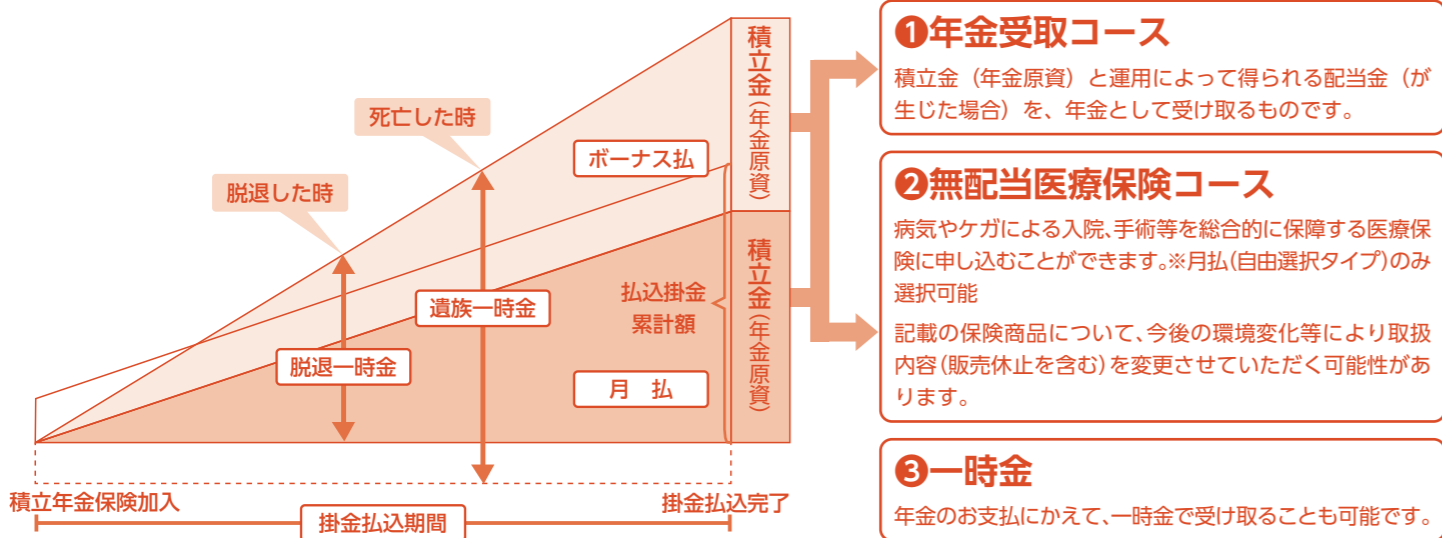 死亡した時
脱退した時
ボーナス払
遺族一時金
脱退一時金
払込掛金
累計額
月　払
積立金(年金原資)
積立金(年金原資)
積立年金保険加入
掛金払込完了
掛金払込期間
❶年金受取コース
積立金（年金原資）と運用によって得られる配当金（が
生じた場合）を、年金として受け取るものです。
❷無配当医療保険コース
病気やケガによる入院、手術等を総合的に保障する医療保
険に申し込むことができます。※月払(自由選択タイプ)のみ
選択可能
記載の保険商品について、今後の環境変化等により取扱
内容(販売休止を含む)を変更させていただく可能性があ
ります。
❸一時金
年金のお支払にかえて、一時金で受け取ることも可能です。